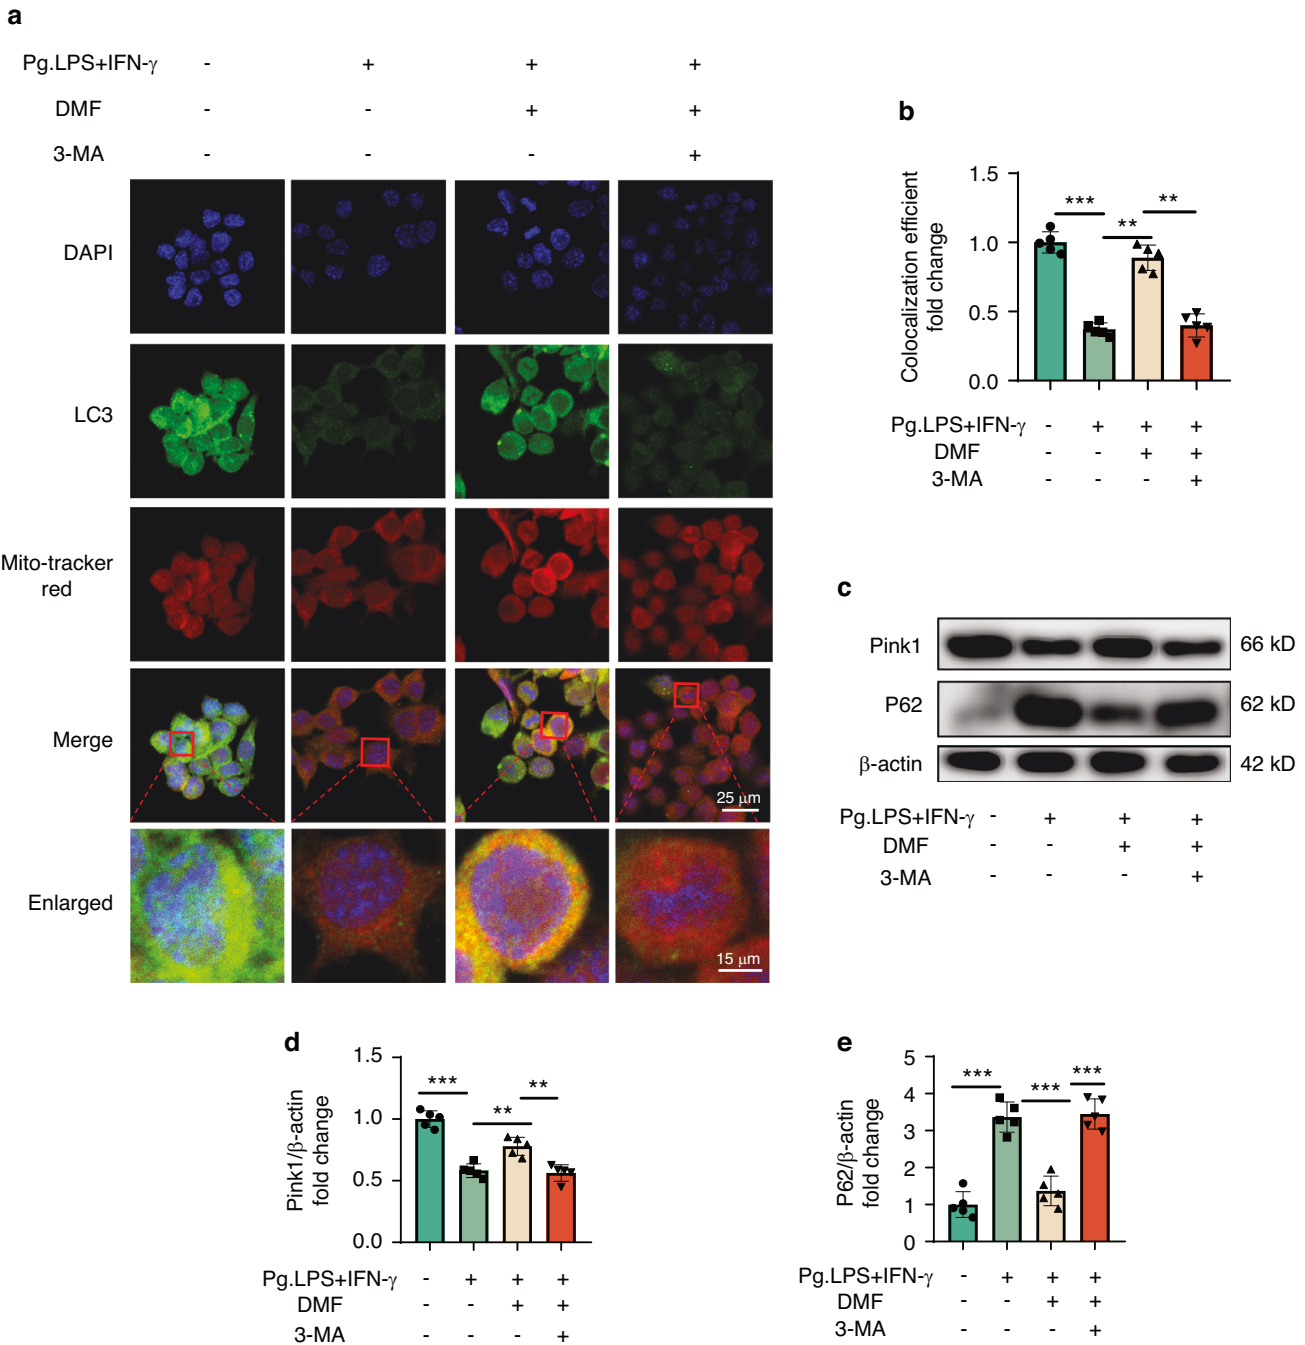 a
Pg.LPS+IFN-γ - + + +
DMF - - + +
3-MA - - - +
DAPI
LC3
Mito-tracker
red
Merge
25 µm
Enlarged
15 µm
b
Colocalization efficient
fold change
1.5
1.0
0.5
0.0
*** ** **
Pg.LPS+IFN-γ - + + +
DMF - - + +
3-MA - - - +
c
Pink1 66 kD
P62 62 kD
β-actin 42 kD
Pg.LPS+IFN-γ - + + +
DMF - - + +
3-MA - - - +
d
Pink1/β-actin
fold change
1.5
1.0
0.5
0.0
*** ** **
Pg.LPS+IFN-γ - + + +
DMF - - + +
3-MA - - - +
e
P62/β-actin
fold change
5
4
3
2
1
0
*** *** ***
Pg.LPS+IFN-γ - + + +
DMF - - + +
3-MA - - - +